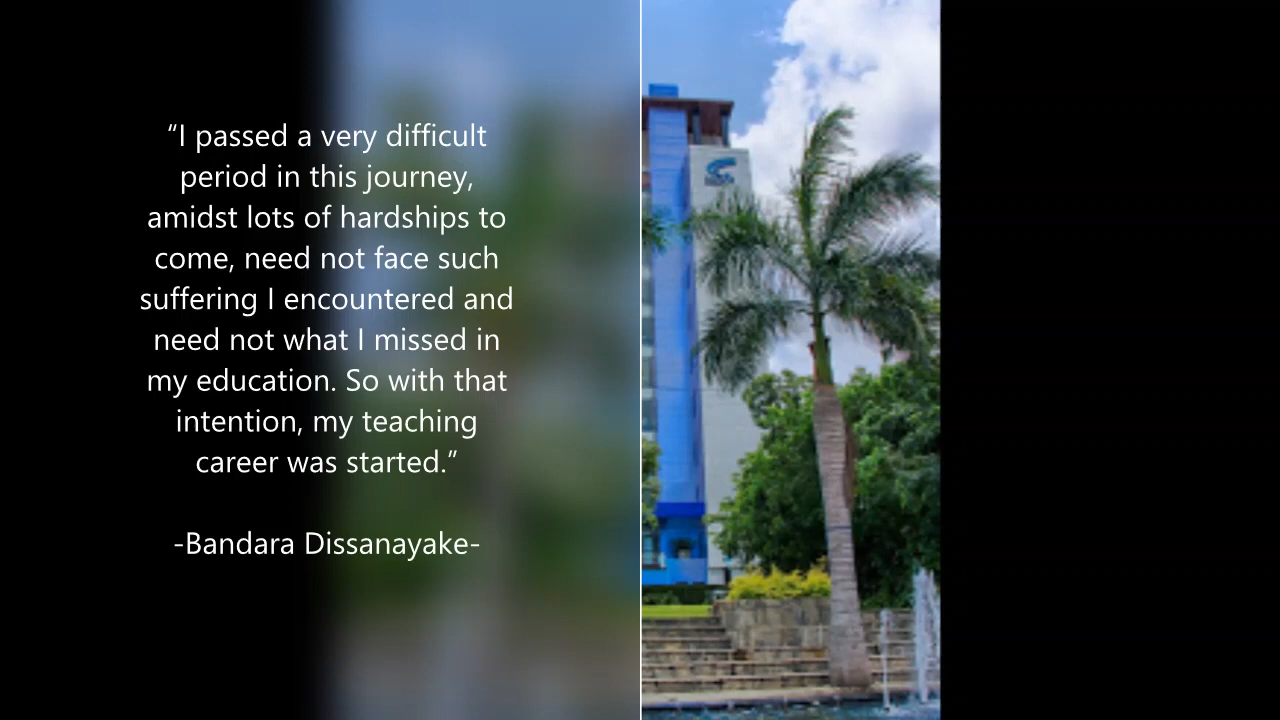 “I passed a very difficult
period in this journey,
amidst lots of hardships to
come, need not face such
suffering I encountered and
need not what I missed in
my education. So with that
intention, my teaching
career was started.”
-Bandara Dissanayake-